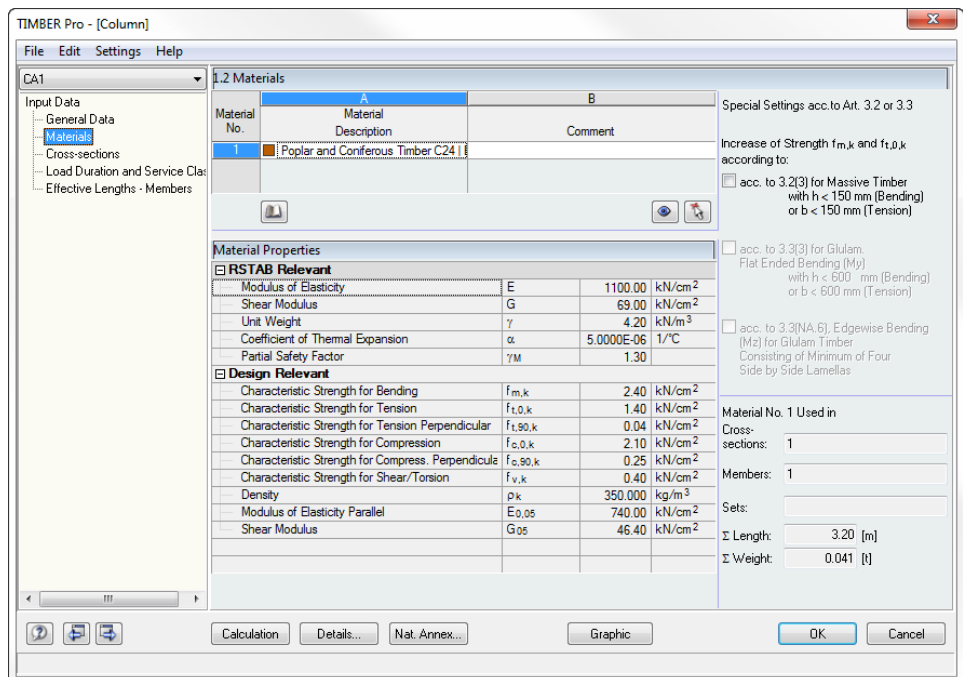 TIMBER Pro - [Column]
File Edit Settings Help
CA1
Input Data
General Data
Materials
Cross-sections
Load Duration and Service Clas
Effective Lengths - Members
1.2 Materials
A B
Material No. Material Description Comment
1 Poplar and Coniferous Timber C24 |
Material Properties
RSTAB Relevant
Modulus of Elasticity E 1100.00 kN/cm2
Shear Modulus G 69.00 kN/cm2
Unit Weight γ 4.20 kN/m3
Coefficient of Thermal Expansion α 5.0000E-06 1/°C
Partial Safety Factor γM 1.30
Design Relevant
Characteristic Strength for Bending fm,k 2.40 kN/cm2
Characteristic Strength for Tension ft,0,k 1.40 kN/cm2
Characteristic Strength for Tension Perpendicular ft,90,k 0.04 kN/cm2
Characteristic Strength for Compression fc,0,k 2.10 kN/cm2
Characteristic Strength for Compress. Perpendicula fc,90,k 0.25 kN/cm2
Characteristic Strength for Shear/Torsion fv,k 0.40 kN/cm2
Density ρk 350.000 kg/m3
Modulus of Elasticity Parallel E0,05 740.00 kN/cm2
Shear Modulus G05 46.40 kN/cm2
Special Settings acc.to Art. 3.2 or 3.3
Increase of Strength fm,k and ft,0,k
according to:
acc. to 3.2(3) for Massive Timber
with h < 150 mm (Bending)
or b < 150 mm (Tension)
acc. to 3.3(3) for Glulam.
Flat Ended Bending (My)
with h < 600 mm (Bending)
or b < 600 mm (Tension)
acc. to 3.3(NA.6), Edgewise Bending
(Mz) for Glulam Timber
Consisting of Minimum of Four
Side by Side Lamellas
Material No. 1 Used in
Cross-
sections: 1
Members: 1
Sets:
Σ Length: 3.20 [m]
Σ Weight: 0.041 [t]
Calculation Details... Nat. Annex... Graphic OK Cancel